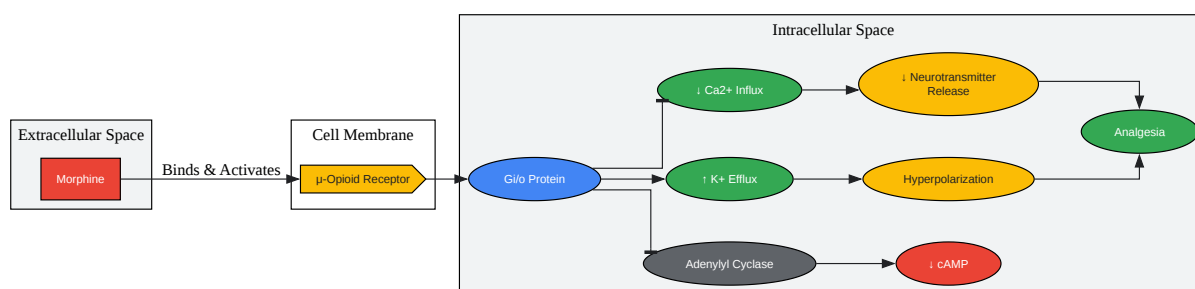 Intracellular Space
↓ Ca2+ Influx
↓ Neurotransmitter
Release
Extracellular Space
Morphine
Binds & Activates
Cell Membrane
μ-Opioid Receptor
Gi/o Protein
↑ K+ Efflux
Hyperpolarization
Analgesia
Adenylyl Cyclase
↓ cAMP